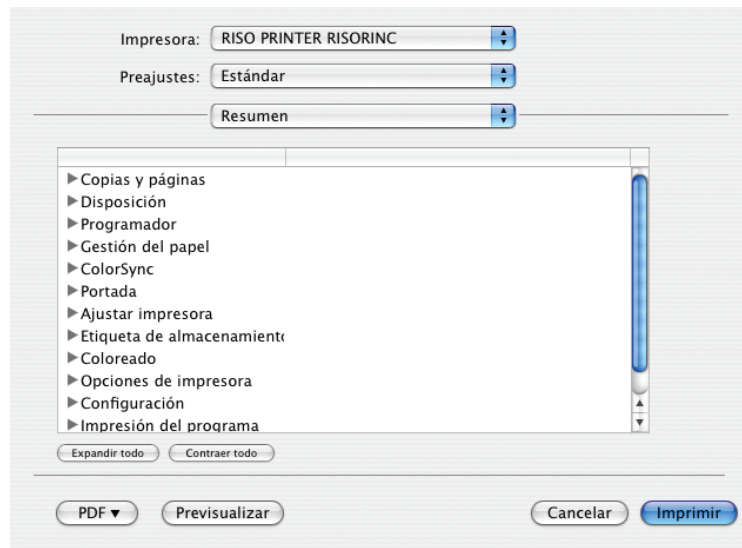 Impresora: RISO PRINTER RISORINC
Preajustes: Estándar
Resumen
Copias y páginas
Disposición
Programador
Gestión del papel
ColorSync
Portada
Ajustar impresora
Etiqueta de almacenamiento
Coloreado
Opciones de impresora
Configuración
Impresión del programa
Expandir todo Contraer todo
PDF Previsualizar Cancelar Imprimir